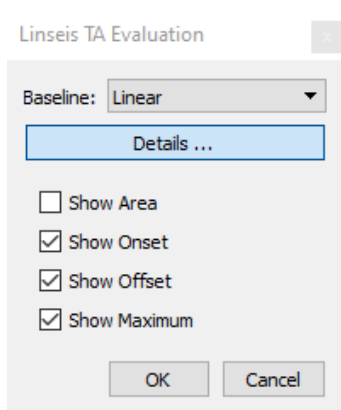 Linseis TA Evaluation
x
Baseline: Linear
Details ...
Show Area
Show Onset
Show Offset
Show Maximum
OK Cancel